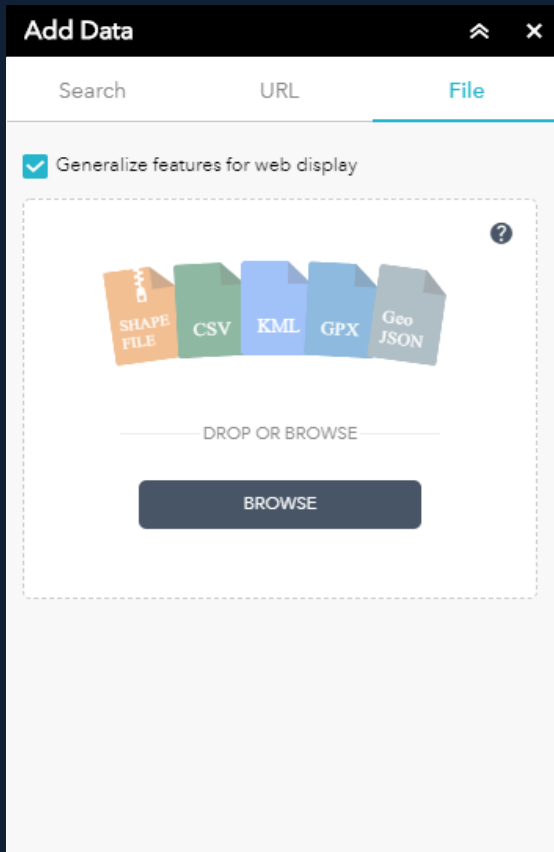 Add Data
Search URL File
Generalize features for web display
?
SHAPE
FILE
CSV
KML
GPX
Geo
JSON
DROP OR BROWSE
BROWSE